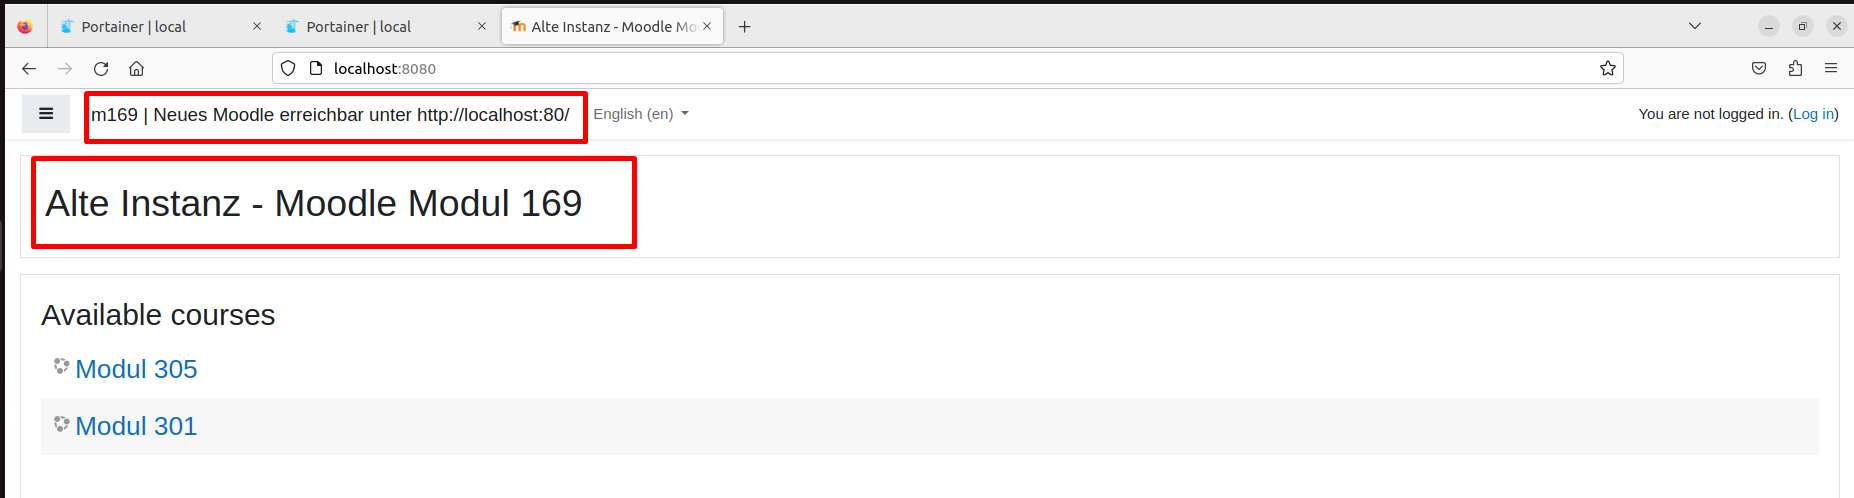 Portainer | local
Portainer | local
Alte Instanz - Moodle Mo
localhost:8080
m169 | Neues Moodle erreichbar unter http://localhost:80/
English (en)
You are not logged in. (Log in)
Alte Instanz - Moodle Modul 169
Available courses
Modul 305
Modul 301